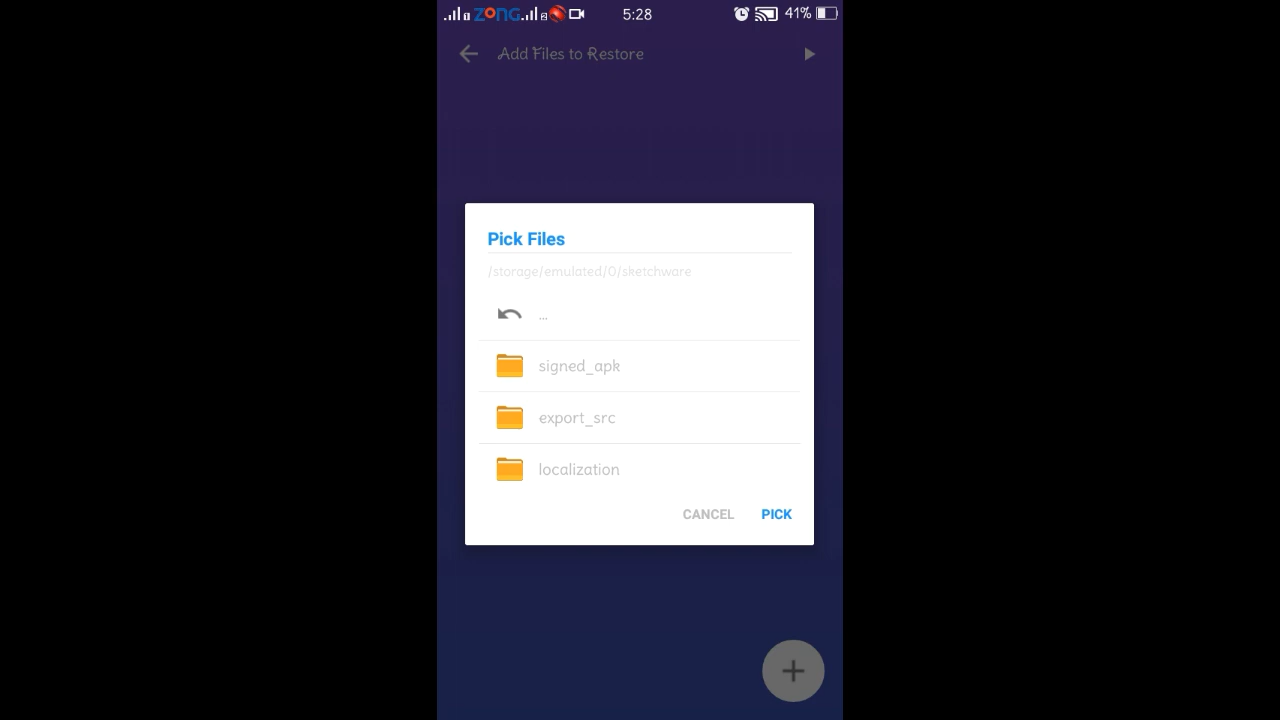 ZONG 5:28 41%
Add Files to Restore
Pick Files
/storage/emulated/0/sketchware
...
signed_apk
export_src
localization
CANCEL PICK